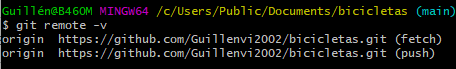 Guillén@B460M MINGW64 /c/Users/Public/Documents/bicicletas (main)
$ git remote -v
origin  https://github.com/Guillenvi2002/bicicletas.git (fetch)
origin  https://github.com/Guillenvi2002/bicicletas.git (push)